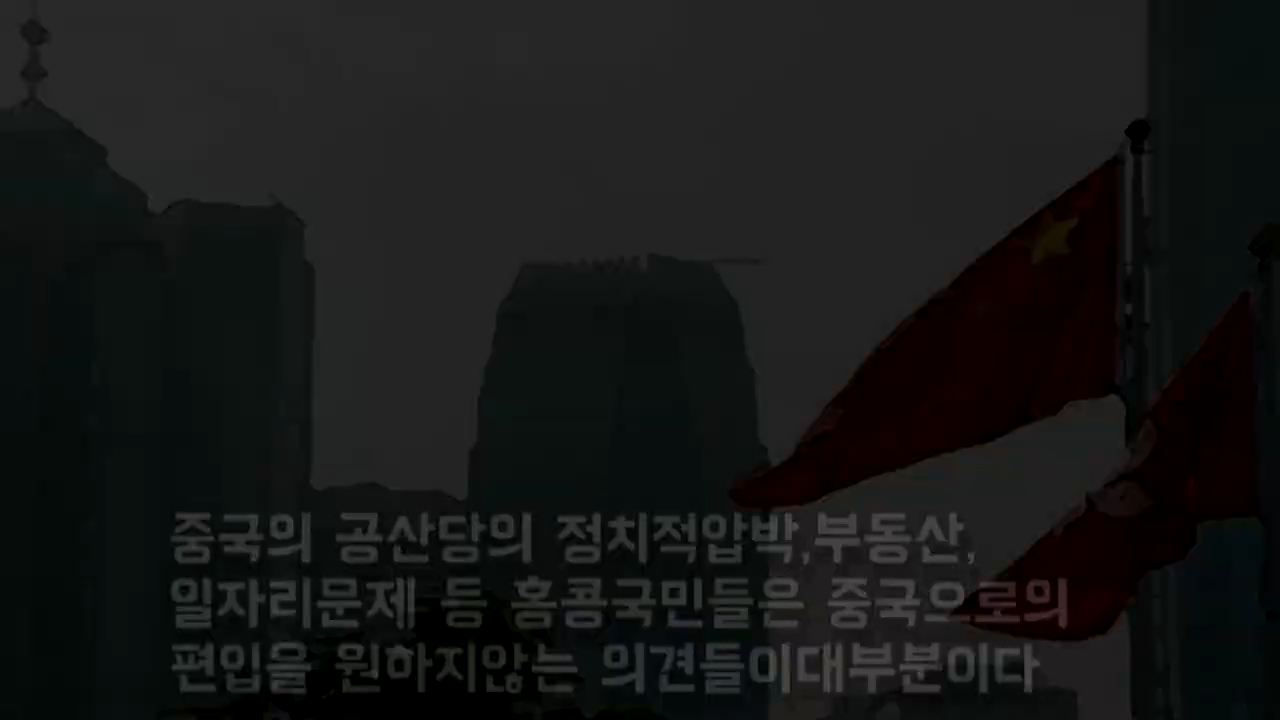 중국의 공산당의 정치적압박,부동산,
일자리문제 등 홍콩국민들은 중국으로의
편입을 원하지않는 의견들이대부분이다